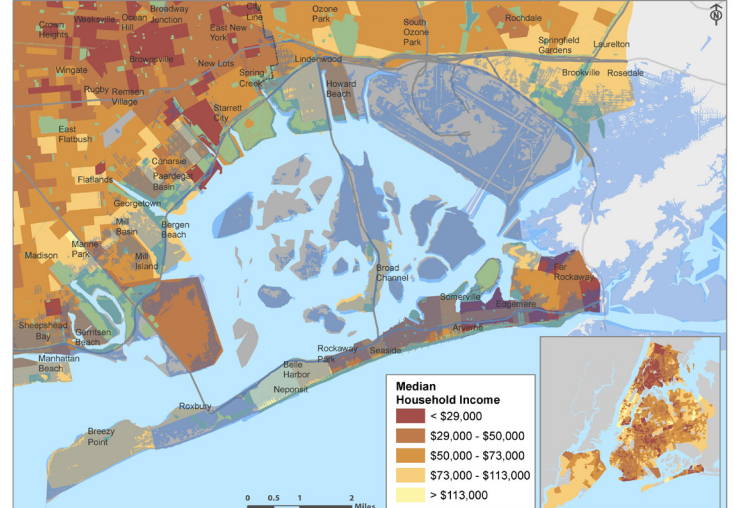 City
Line
Broadway
Junction
Ozone
Park
Weeksville
Ocean
Hill
Crown
Heights
East New
York
South
Ozone
Park
Rochdale
Springfield
Gardens
Laurelton
Brownsville
New Lots
Lindenwood
Wingate
Spring
Creek
Brookville
Rosedale
Rugby
Remsen
Village
Howard
Beach
Starrett
City
East
Flatbush
Canarsie
Paerdegat
Basin
Flatlands
Georgetown
Mill
Basin
Bergen
Beach
Marine
Park
Madison
Mill
Island
Broad
Channel
Far
Rockaway
Somerville
Edgemere
Sheepshead
Bay
Gerritsen
Beach
Arverne
Manhattan
Beach
Rockaway
Park
Seaside
Belle
Harbor
Neponsit
Roxbury
Breezy
Point
Median
Household Income
< $29,000
$29,000 - $50,000
$50,000 - $73,000
$73,000 - $113,000
> $113,000
0 0.5 1 2
Miles
N